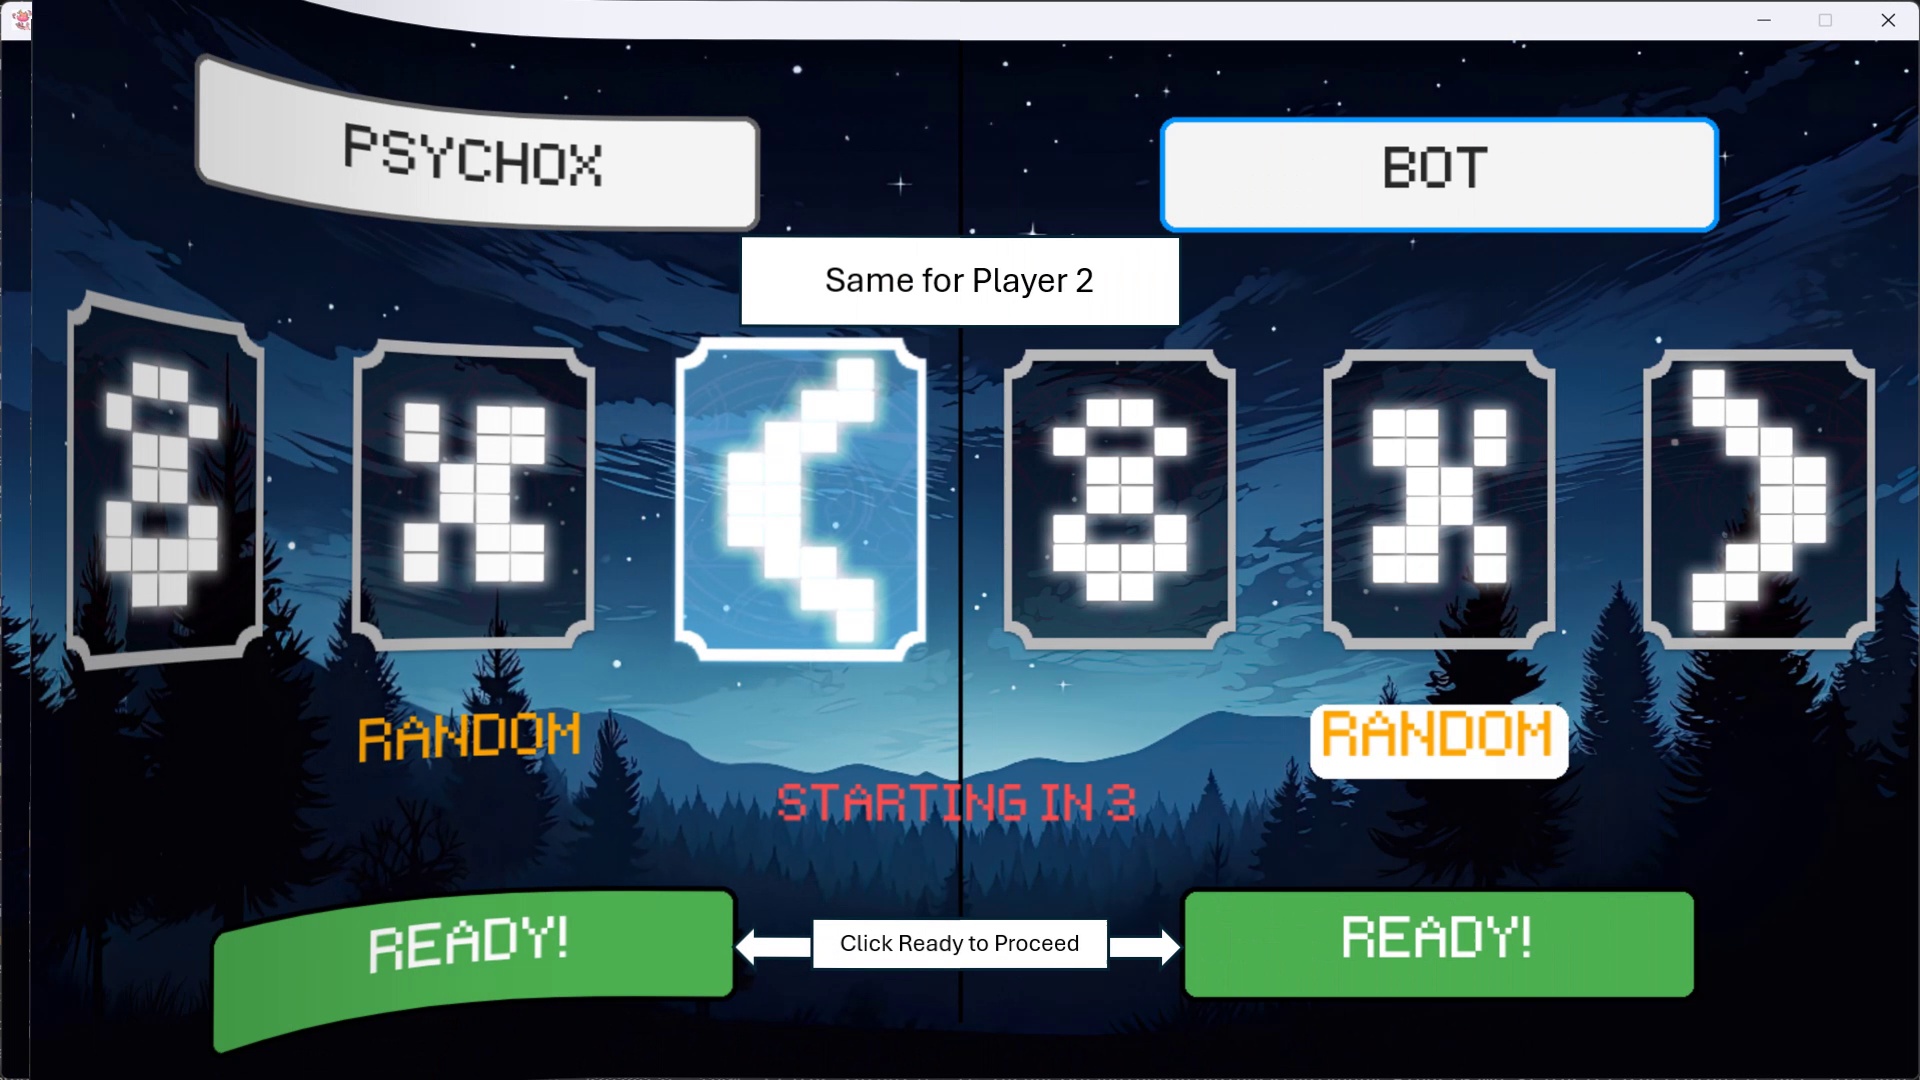 PSYCHOX
BOT
Same for Player 2
RANDOM
RANDOM
STARTING IN 3
READY!
Click Ready to Proceed
READY!